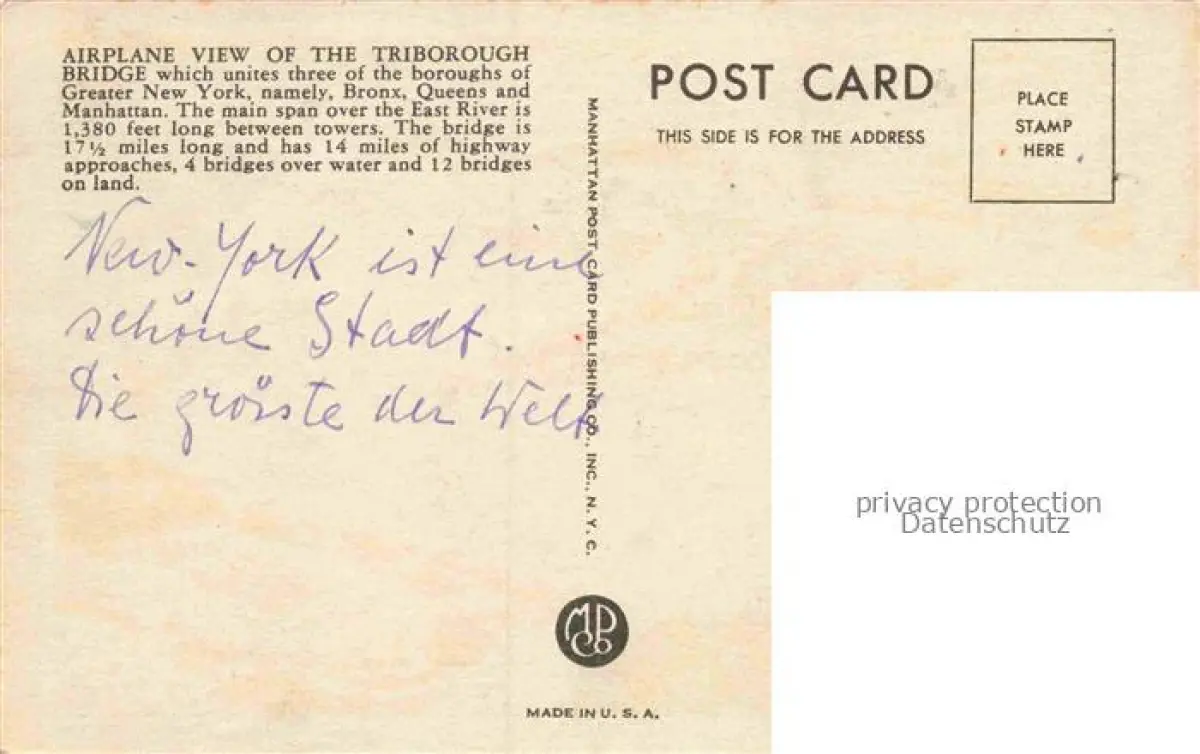 AIRPLANE VIEW OF THE TRIBOROUGH
BRIDGE which unites three of the boroughs of
Greater New York, namely, Bronx, Queens and
Manhattan. The main span over the East River is
1,380 feet long between towers. The bridge is
17½ miles long and has 14 miles of highway
approaches, 4 bridges over water and 12 bridges
on land.
New-York ist eine
schöne Stadt.
Die grösste der Welt
MANHATTAN POST CARD PUBLISHING CO., INC., N. Y. C.
MPCo
MADE IN U. S. A.
POST CARD
THIS SIDE IS FOR THE ADDRESS
PLACE
STAMP
HERE
privacy protection
Datenschutz